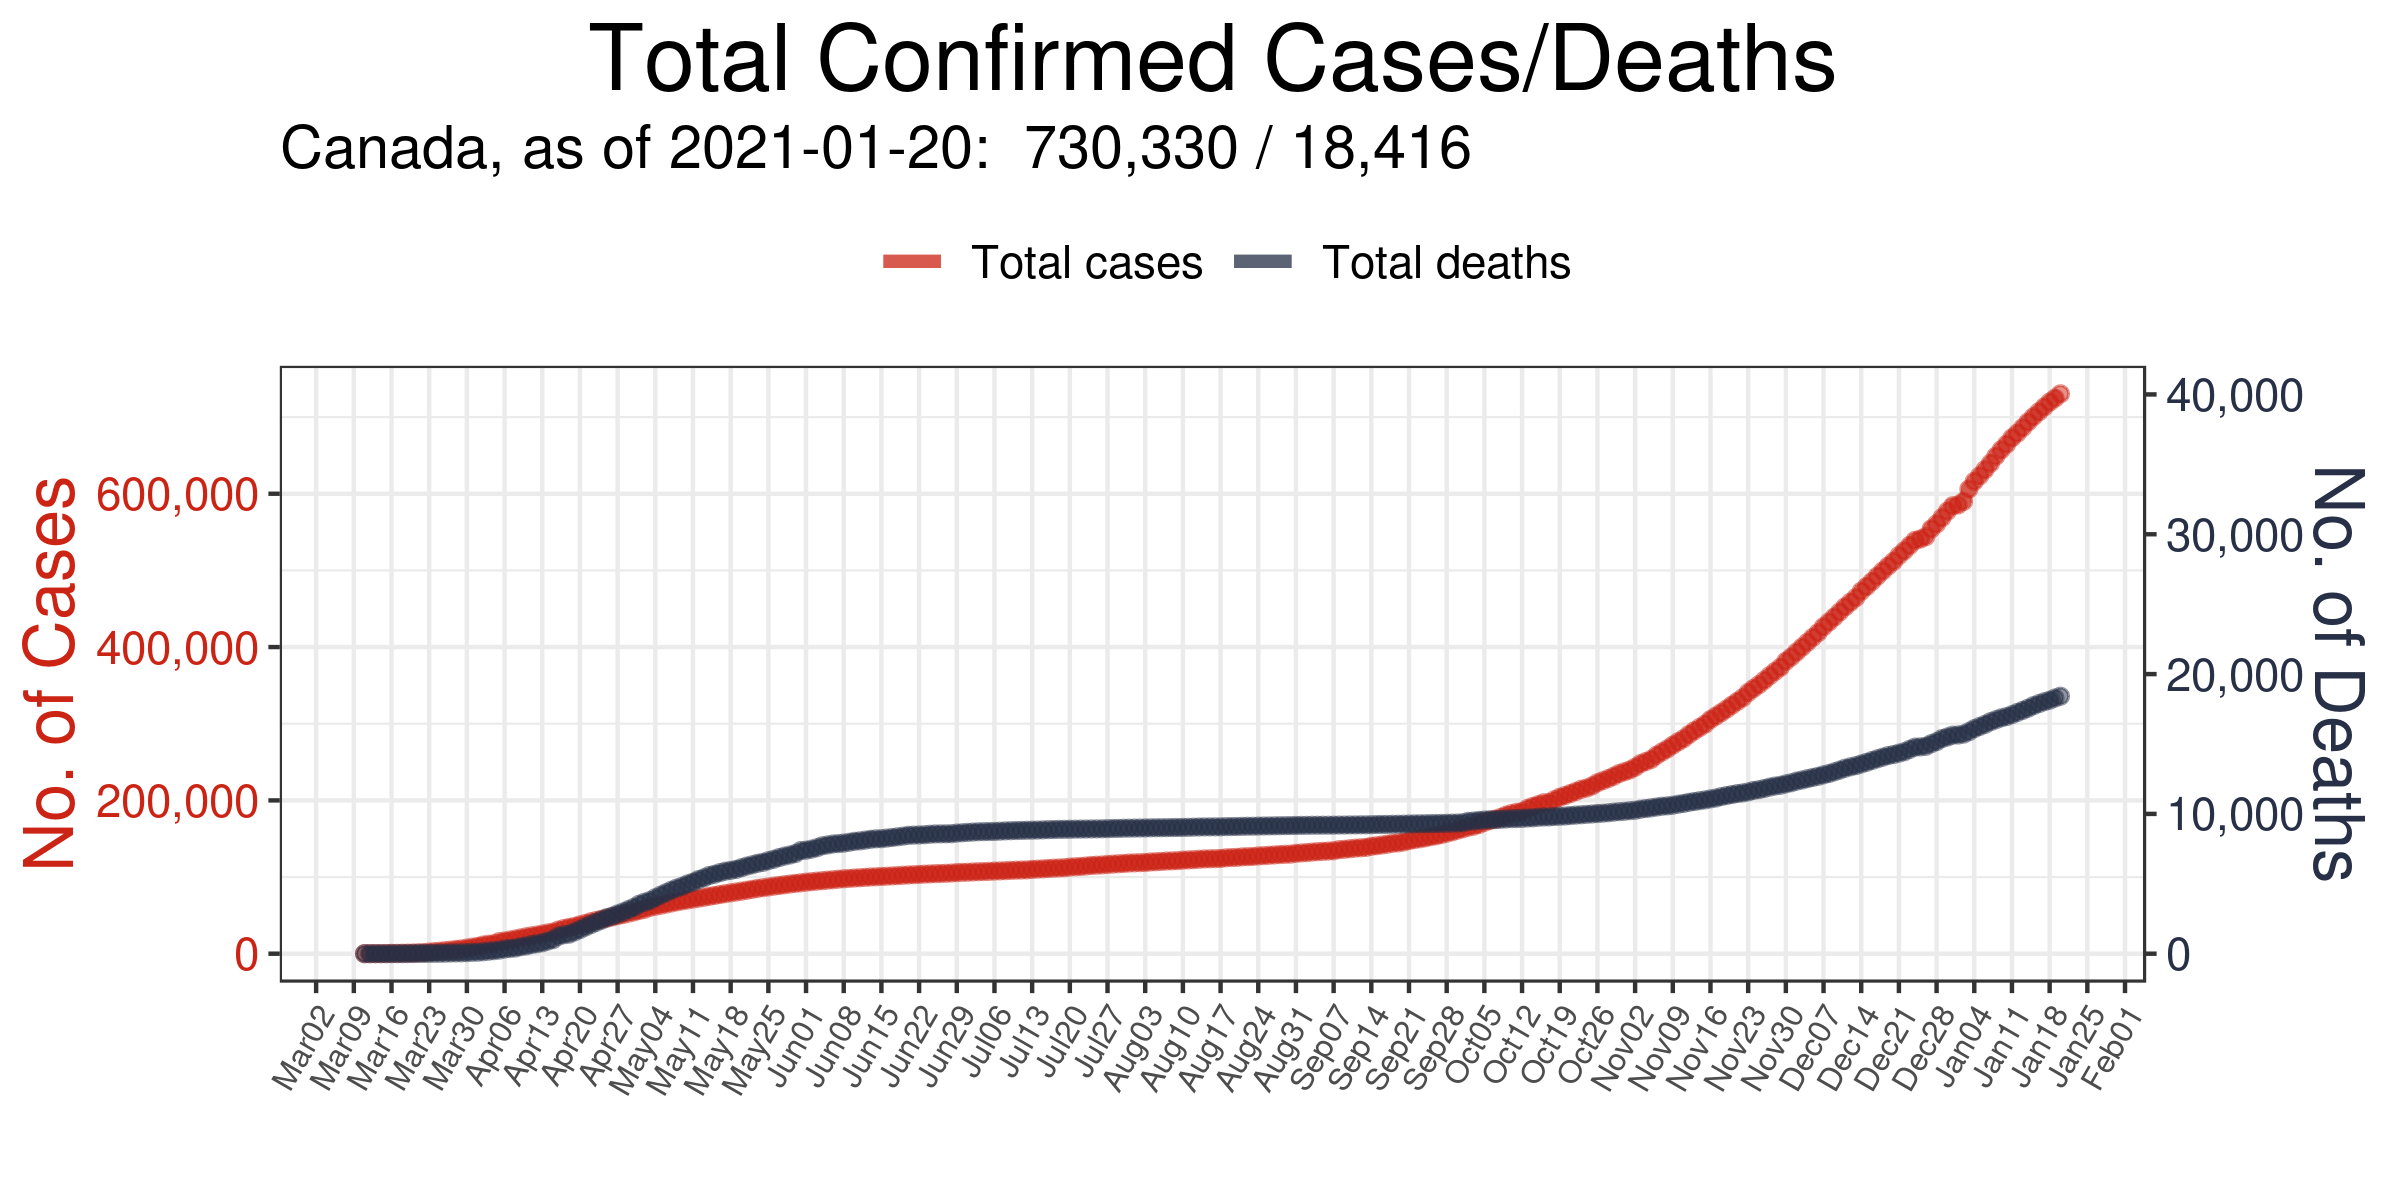 Total Confirmed Cases/Deaths
Canada, as of 2021-01-20:  730,330 / 18,416
Total cases
Total deaths
No. of Cases
600,000
400,000
200,000
0
40,000
30,000
20,000
10,000
0
No. of Deaths
Mar02
Mar09
Mar16
Mar23
Mar30
Apr06
Apr13
Apr20
Apr27
May04
May11
May18
May25
Jun01
Jun08
Jun15
Jun22
Jun29
Jul06
Jul13
Jul20
Jul27
Aug03
Aug10
Aug17
Aug24
Aug31
Sep07
Sep14
Sep21
Sep28
Oct05
Oct12
Oct19
Oct26
Nov02
Nov09
Nov16
Nov23
Nov30
Dec07
Dec14
Dec21
Dec28
Jan04
Jan11
Jan18
Jan25
Feb01